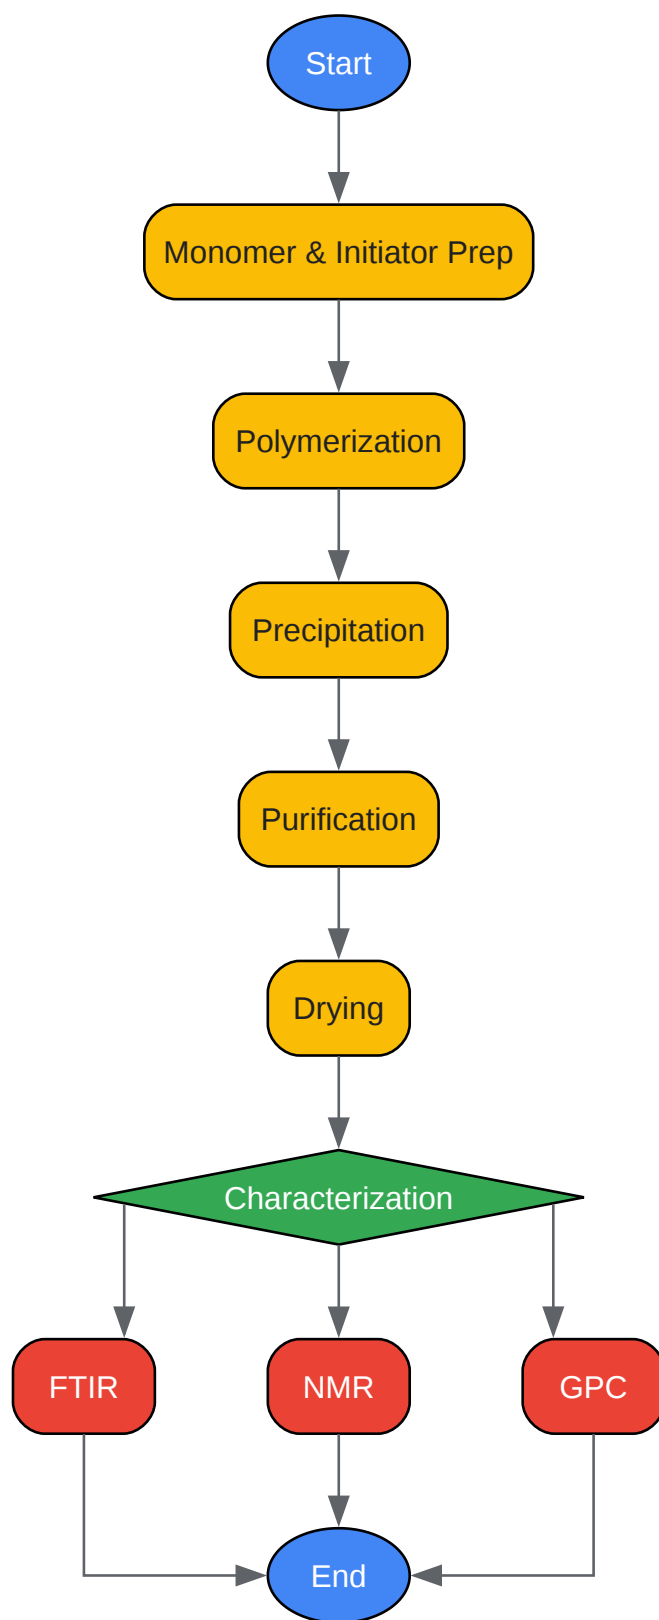 Start
Monomer & Initiator Prep
Polymerization
Precipitation
Purification
Drying
Characterization
FTIR
NMR
GPC
End